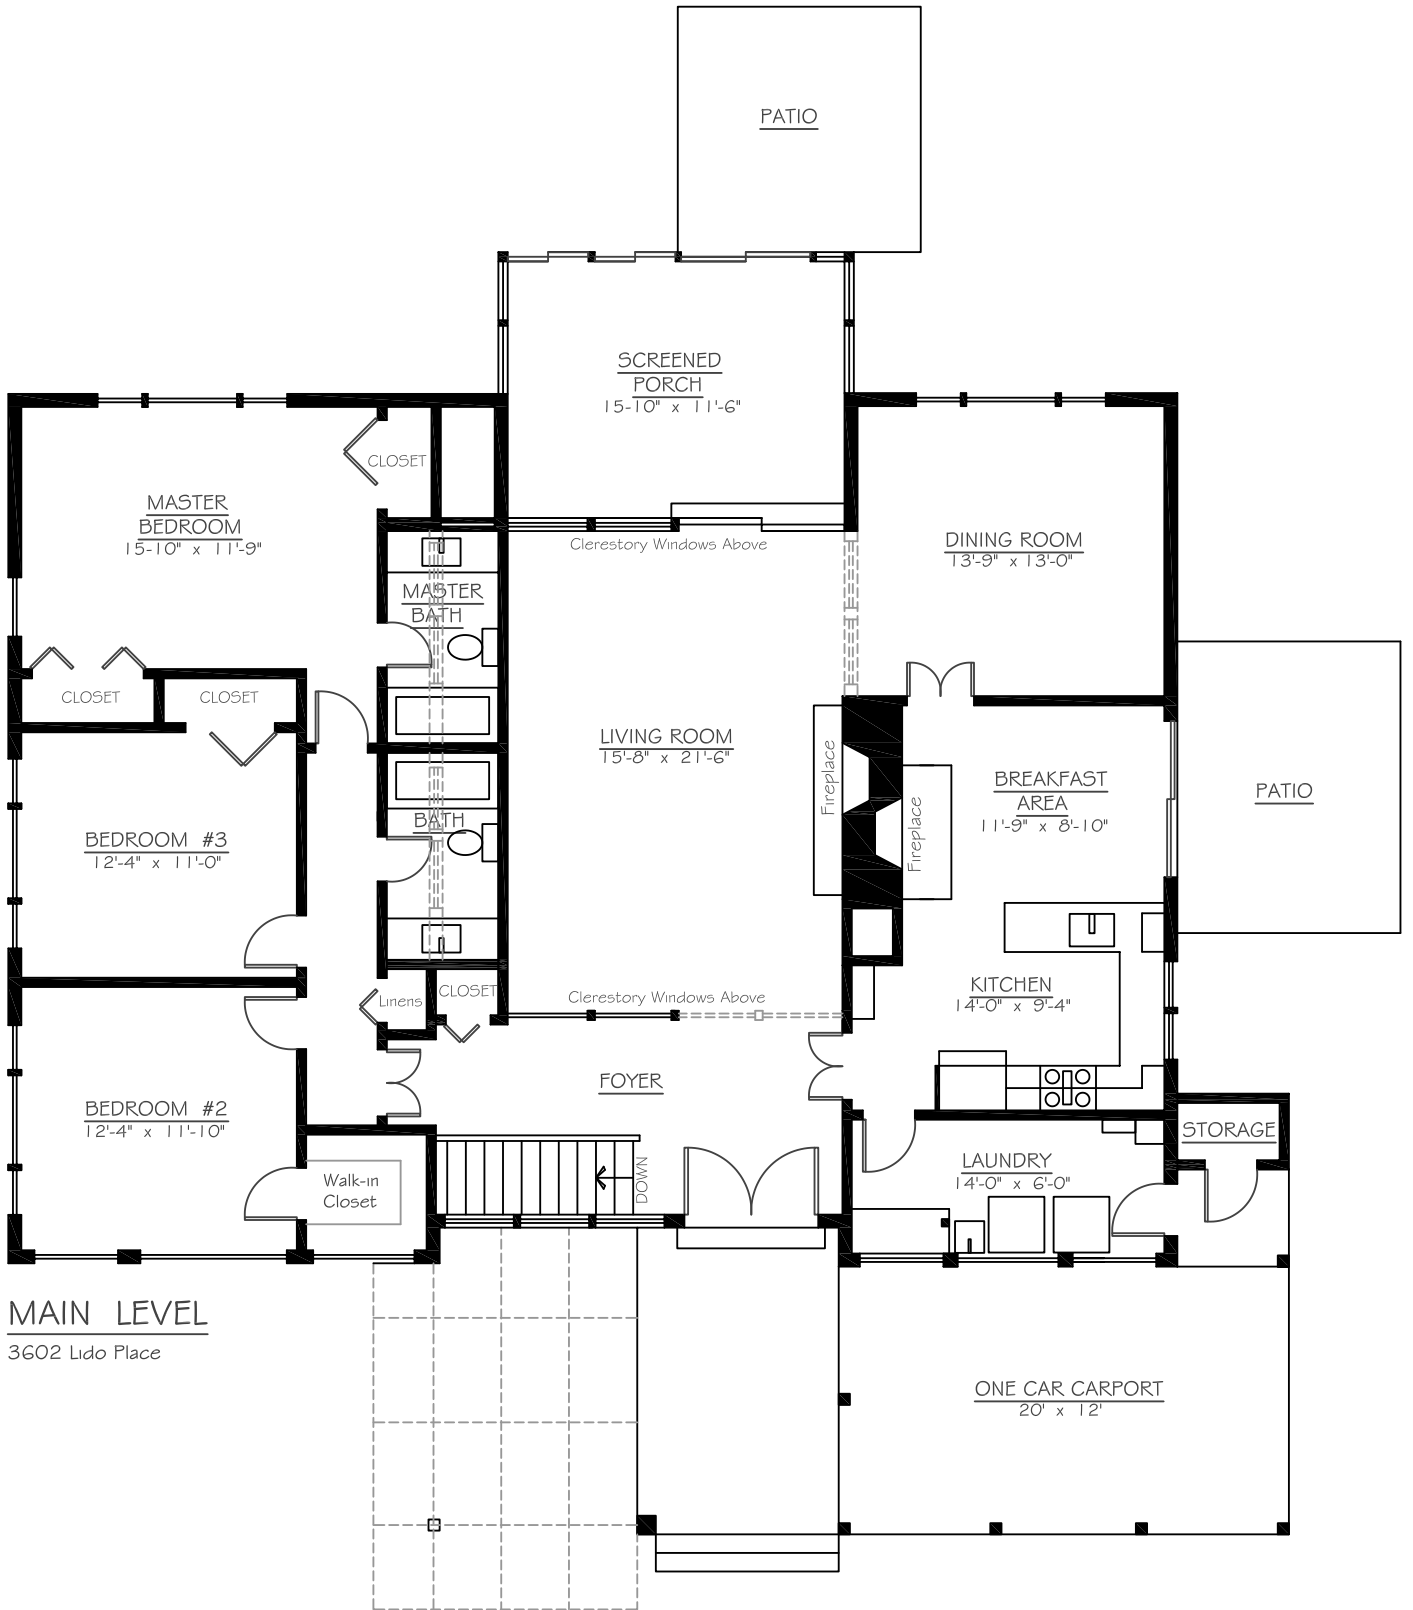 PATIO
SCREENED
PORCH
15-10" x 11'-6"
CLOSET
MASTER
BEDROOM
15-10" x 11'-9"
Clerestory Windows Above
DINING ROOM
13'-9" x 13'-0"
MASTER
BATH
CLOSET
CLOSET
LIVING ROOM
15'-8" x 21'-6"
Fireplace
Fireplace
BREAKFAST
AREA
11'-9" x 8'-10"
PATIO
BATH
BEDROOM #3
12'-4" x 11'-0"
KITCHEN
14'-0" x 9'-4"
Linens
CLOSET
Clerestory Windows Above
FOYER
BEDROOM #2
12'-4" x 11'-10"
STORAGE
LAUNDRY
14'-0" x 6'-0"
Walk-in
Closet
DOWN
MAIN LEVEL
3602 Lido Place
ONE CAR CARPORT
20' x 12'